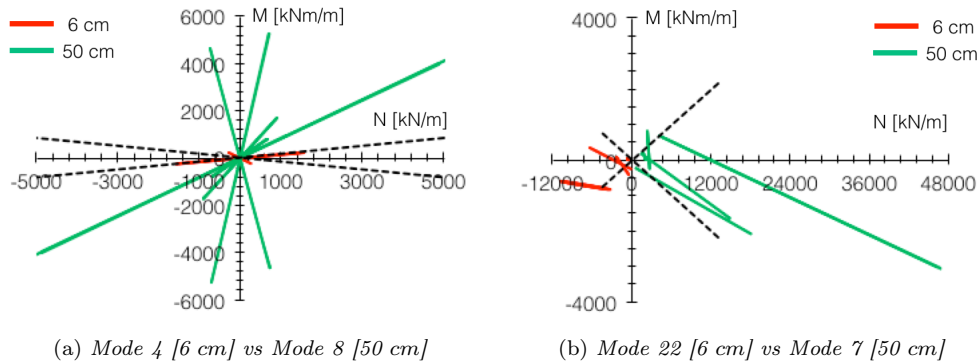 6 cm
50 cm
M [kNm/m]
6000
4000
2000
0
-2000
-4000
-6000
N [kN/m]
-5000 -3000 -1000 1000 3000 5000
6 cm
50 cm
M [kNm/m]
4000
0
-4000
N [kN/m]
-12000 0 12000 24000 36000 48000
(a) Mode 4 [6 cm] vs Mode 8 [50 cm]
(b) Mode 22 [6 cm] vs Mode 7 [50 cm]